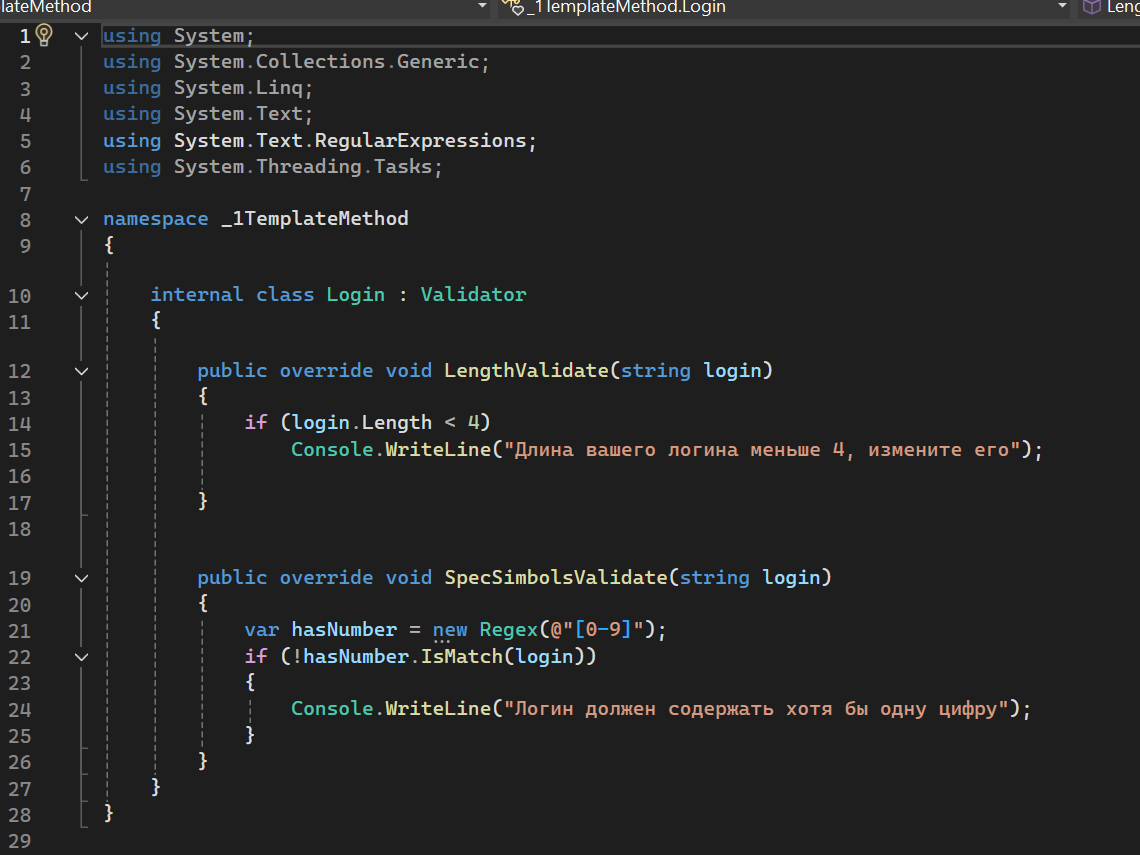 lateMethod _1TemplateMethod.Login Leng
1 using System;
2 using System.Collections.Generic;
3 using System.Linq;
4 using System.Text;
5 using System.Text.RegularExpressions;
6 using System.Threading.Tasks;
7
8 namespace _1TemplateMethod
9 {
10 internal class Login : Validator
11 {
12 public override void LengthValidate(string login)
13 {
14 if (login.Length < 4)
15 Console.WriteLine("Длина вашего логина меньше 4, измените его");
16
17 }
18
19 public override void SpecSimbolsValidate(string login)
20 {
21 var hasNumber = new Regex(@"[0-9]");
22 if (!hasNumber.IsMatch(login))
23 {
24 Console.WriteLine("Логин должен содержать хотя бы одну цифру");
25 }
26 }
27 }
28 }
29